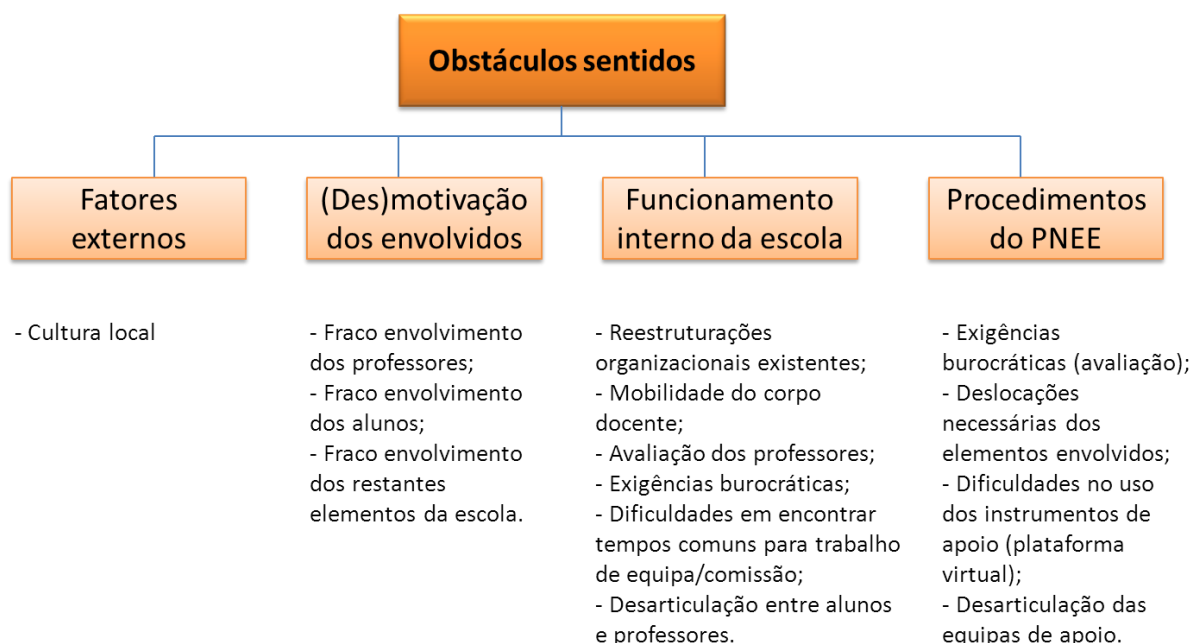 Obstáculos sentidos
Fatores
externos
- Cultura local
(Des)motivação
dos envolvidos
- Fraco envolvimento
dos professores;
- Fraco envolvimento
dos alunos;
- Fraco envolvimento
dos restantes
elementos da escola.
Funcionamento
interno da escola
- Reestruturações
organizacionais existentes;
- Mobilidade do corpo
docente;
- Avaliação dos professores;
- Exigências burocráticas;
- Dificuldades em encontrar
tempos comuns para trabalho
de equipa/comissão;
- Desarticulação entre alunos
e professores.
Procedimentos
do PNEE
- Exigências
burocráticas (avaliação);
- Deslocações
necessárias dos
elementos envolvidos;
- Dificuldades no uso
dos instrumentos de
apoio (plataforma
virtual);
- Desarticulação das
equipas de apoio.